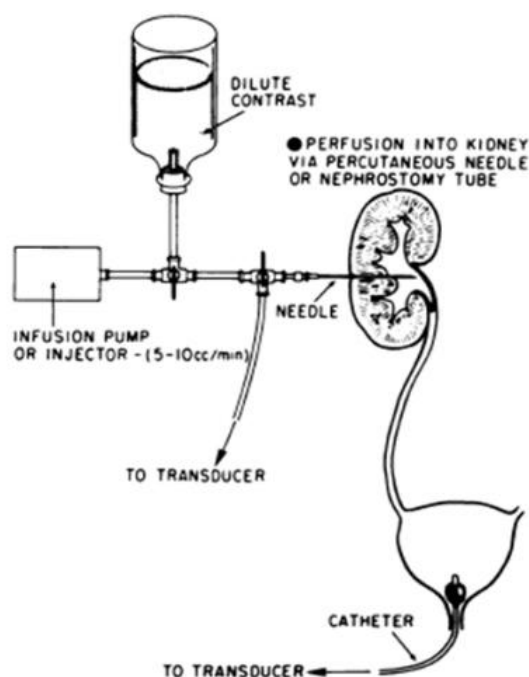 DILUTE
CONTRAST
●PERFUSION INTO KIDNEY
VIA PERCUTANEOUS NEEDLE
OR NEPHROSTOMY TUBE
NEEDLE
INFUSION PUMP
OR INJECTOR-(5-10cc/min)
TO TRANSDUCER
CATHETER
TO TRANSDUCER